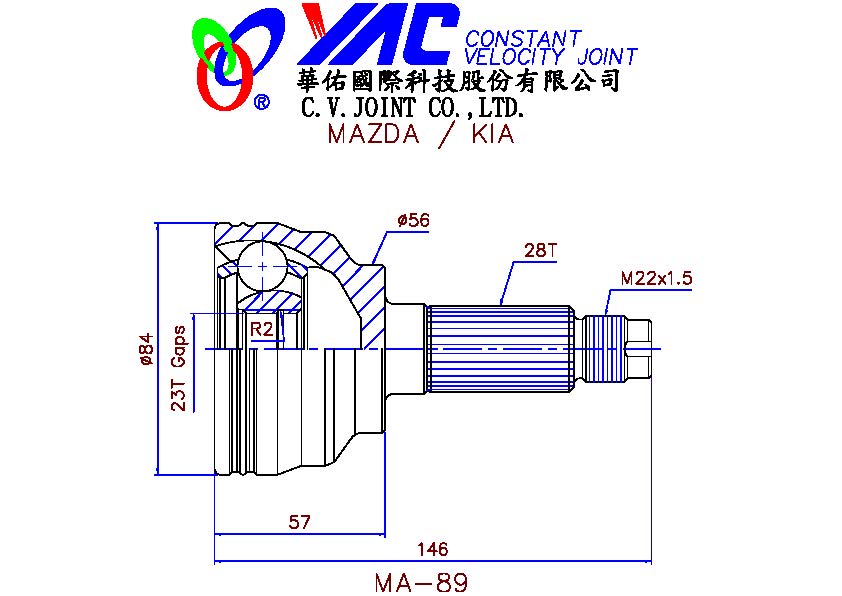 YAC CONSTANT
VELOCITY JOINT
®
華佑國際科技股份有限公司
C.V.JOINT CO.,LTD.
MAZDA / KIA
ø56
28T
M22x1.5
R2
ø84
23T Gaps
57
146
MA-89